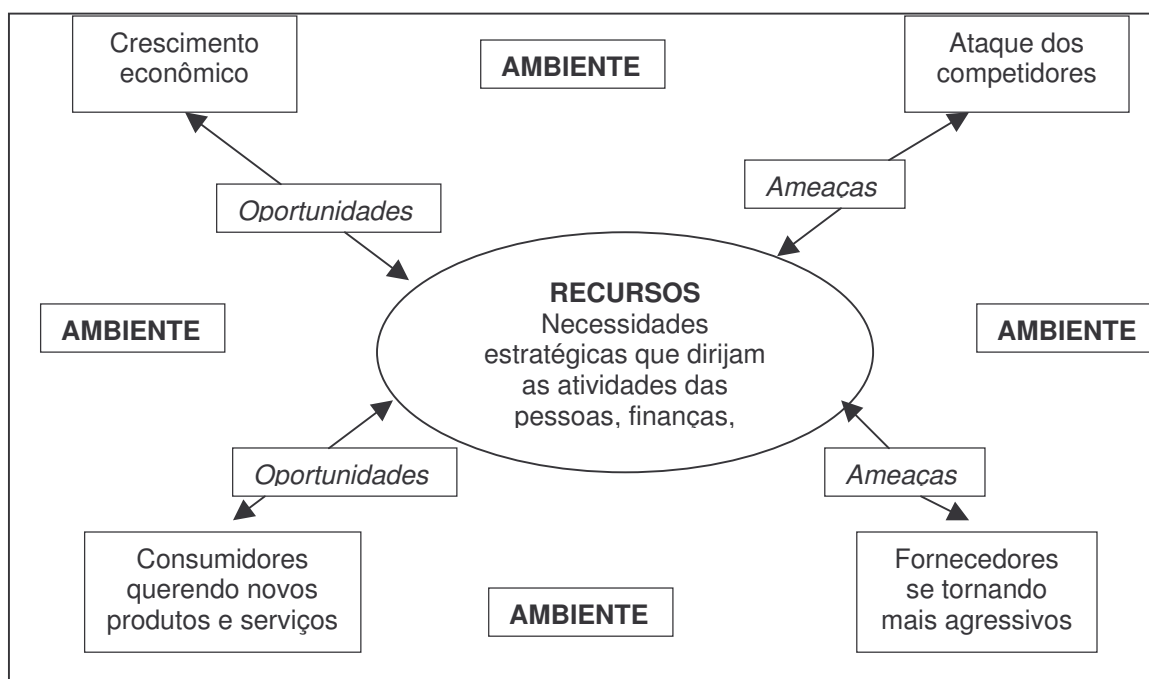 Crescimento
econômico
AMBIENTE
Ataque dos
competidores
Oportunidades
Ameaças
RECURSOS
Necessidades
estratégicas que dirijam
as atividades das
pessoas, finanças,
AMBIENTE
AMBIENTE
Oportunidades
Ameaças
Consumidores
querendo novos
produtos e serviços
AMBIENTE
Fornecedores
se tornando
mais agressivos